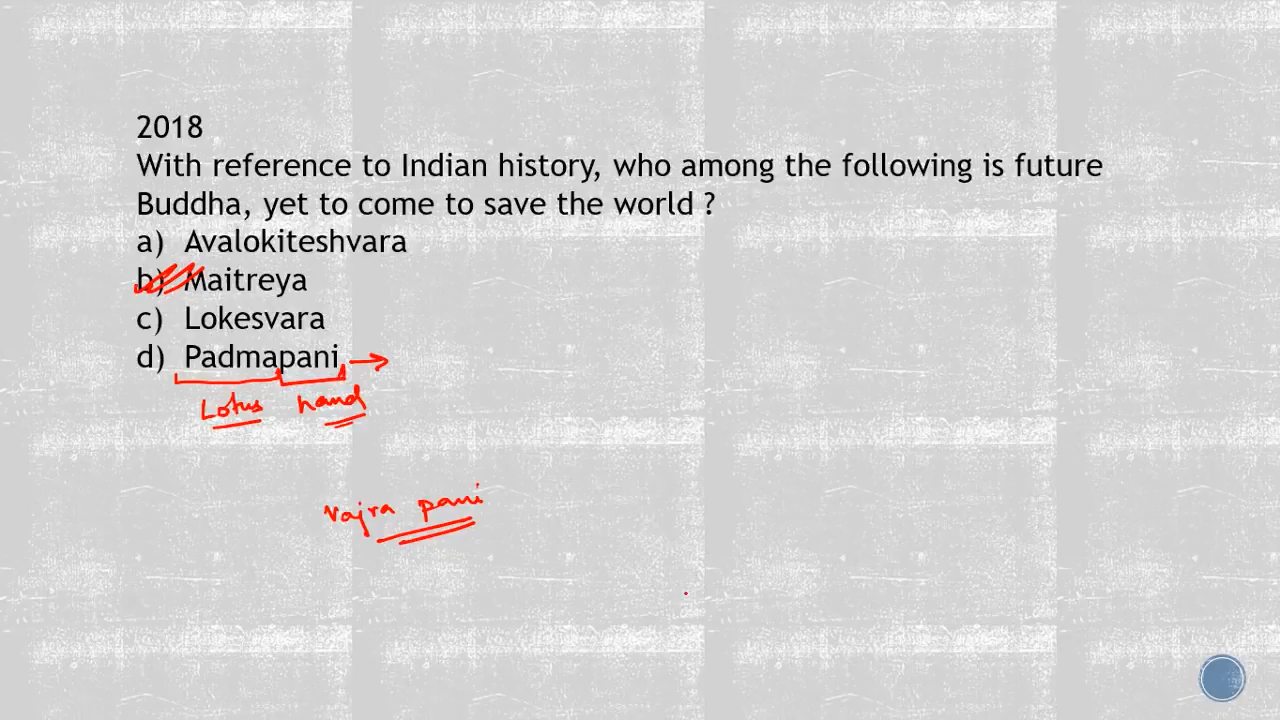 2018
With reference to Indian history, who among the following is future
Buddha, yet to come to save the world ?
a) Avalokiteshvara
b) Maitreya
c) Lokesvara
d) Padmapani
Lotus hand
Vajra pani